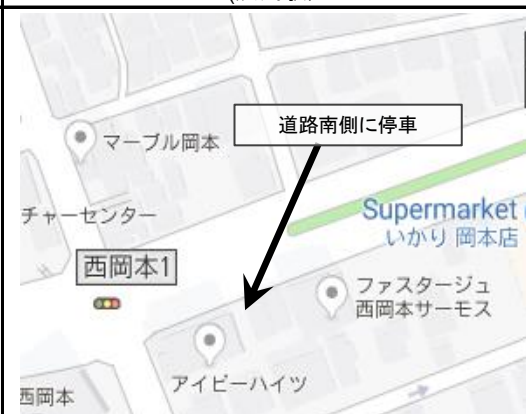 マーブル岡本
道路南側に停車
チャーセンター
Supermarket
いかり 岡本店
西岡本1
ファスタージュ
西岡本サーモス
アイビーハイツ
西岡本